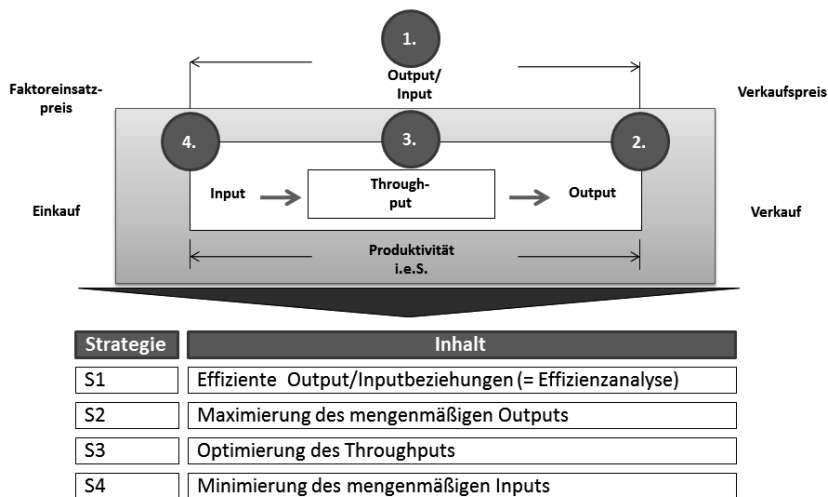 1.
Output/
Input
Faktoreinsatz-
preis
Verkaufspreis
4.
3.
2.
Einkauf
Input
Through-
put
Output
Verkauf
Produktivität
i.e.S.
Strategie Inhalt
S1 Effiziente Output/Inputbeziehungen (= Effizienzanalyse)
S2 Maximierung des mengenmäßigen Outputs
S3 Optimierung des Throughputs
S4 Minimierung des mengenmäßigen Inputs